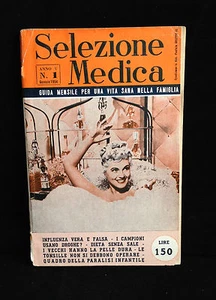 Selezione
ANNO I
N. 1
Medica
GUIDA MENSILE PER UNA VITA SANA NELLA FAMIGLIA
INFLUENZA VERA E FALSA - I CAMPIONI
USANO DROGHE? - DIETA SENZA SALE -
I VECCHI HANNO LA PELLE DURA - LE
TONSILLE NON SI DEBBONO OPERARE -
QUADRO DELLA PARALISI INFANTILE
LIRE
150